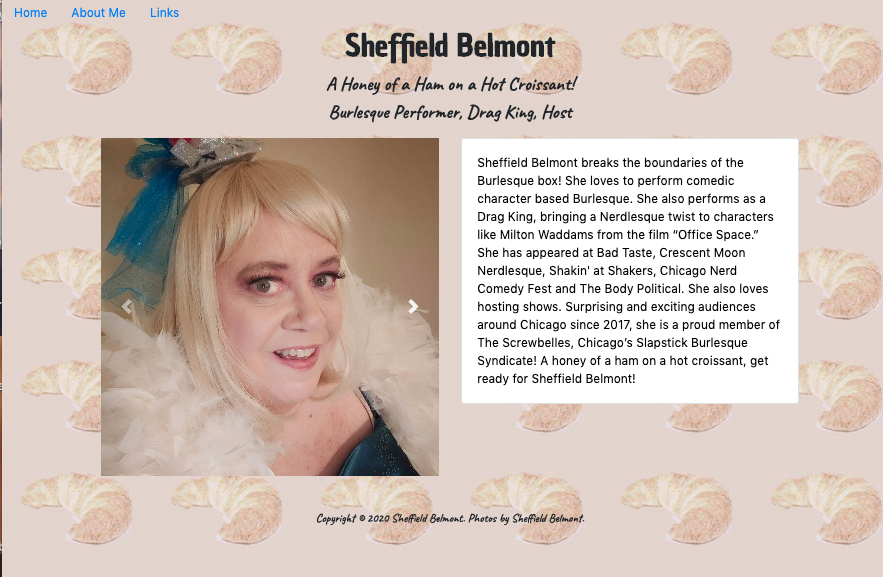 Home About Me Links
Sheffield Belmont
A Honey of a Ham on a Hot Croissant!
Burlesque Performer, Drag King, Host
Sheffield Belmont breaks the boundaries of the
Burlesque box! She loves to perform comedic
character based Burlesque. She also performs as a
Drag King, bringing a Nerdlesque twist to characters
like Milton Waddams from the film “Office Space.”
She has appeared at Bad Taste, Crescent Moon
Nerdlesque, Shakin' at Shakers, Chicago Nerd
Comedy Fest and The Body Political. She also loves
hosting shows. Surprising and exciting audiences
around Chicago since 2017, she is a proud member of
The Screwbelles, Chicago’s Slapstick Burlesque
Syndicate! A honey of a ham on a hot croissant, get
ready for Sheffield Belmont!
Copyright © 2020 Sheffield Belmont. Photos by Sheffield Belmont.